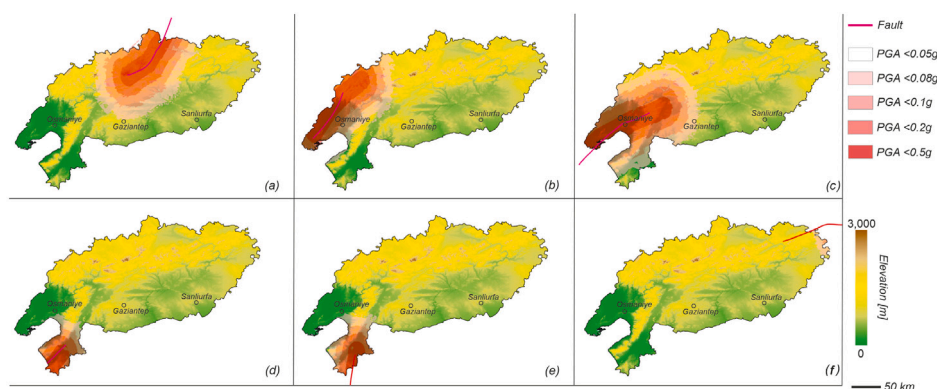 Fault
PGA <0.05g
PGA <0.08g
PGA <0.1g
PGA <0.2g
PGA <0.5g
Osmaniye
Gaziantep
Sanliurfa
(a)
Osmaniye
Gaziantep
Sanliurfa
(b)
Osmaniye
Gaziantep
Sanliurfa
(c)
Osmaniye
Gaziantep
Sanliurfa
(d)
Osmaniye
Gaziantep
Sanliurfa
(e)
Osmaniye
Gaziantep
Sanliurfa
(f)
3,000
Elevation [m]
0
50 km